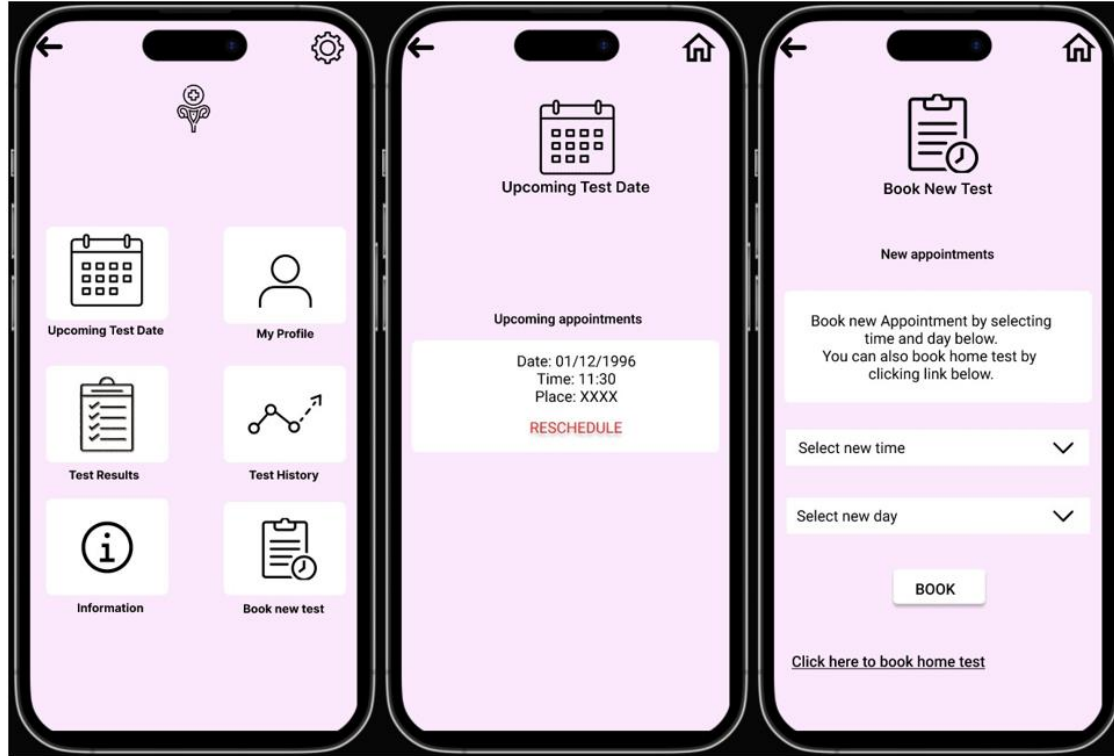 Upcoming Test Date
My Profile
Test Results
Test History
Information
Book new test
Upcoming Test Date
Upcoming appointments
Date: 01/12/1996
Time: 11:30
Place: XXXX
RESCHEDULE
Book New Test
New appointments
Book new Appointment by selecting
time and day below.
You can also book home test by
clicking link below.
Select new time
Select new day
BOOK
Click here to book home test